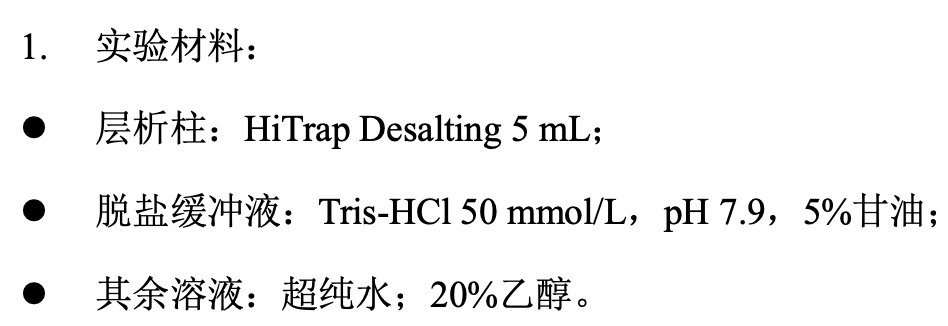 1. 实验材料：
● 层析柱：HiTrap Desalting 5 mL；
● 脱盐缓冲液：Tris-HCl 50 mmol/L，pH 7.9，5%甘油；
● 其余溶液：超纯水；20%乙醇。